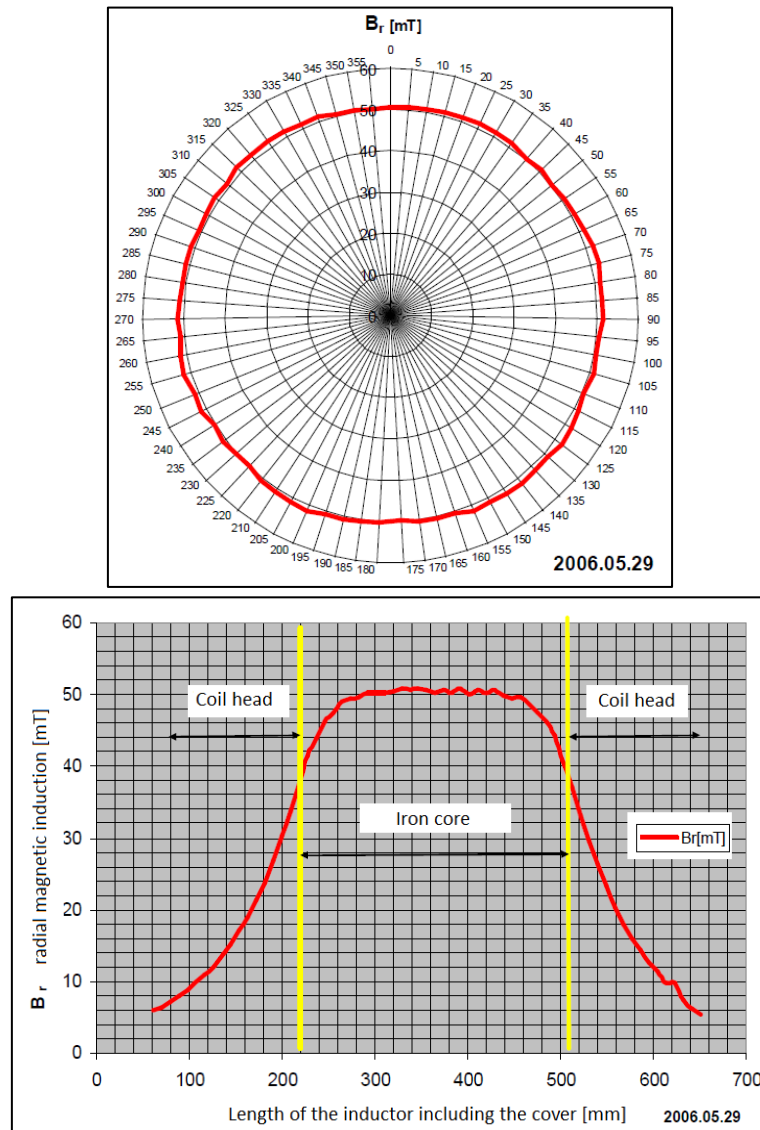 Br [mT]
0
345 350 355 5 10 15
340 60 20
335 25
330 30
325 35
320 50 40
315 45
310 50
305 40 55
300 60
295 30 65
290 70
285 20 75
280 80
275 10 85
270 0 90
265 95
260 100
255 105
250 110
245 115
240 120
235 125
230 130
225 135
220 140
215 145
210 150
205 155
200 160
195 190 185 180 175 170 165
2006.05.29
60
50
Coil head Coil head
40
Iron core
30 Br[mT]
20
10
0
0 100 200 300 400 500 600 700
Br radial magnetic induction [mT]
Length of the inductor including the cover [mm] 2006.05.29